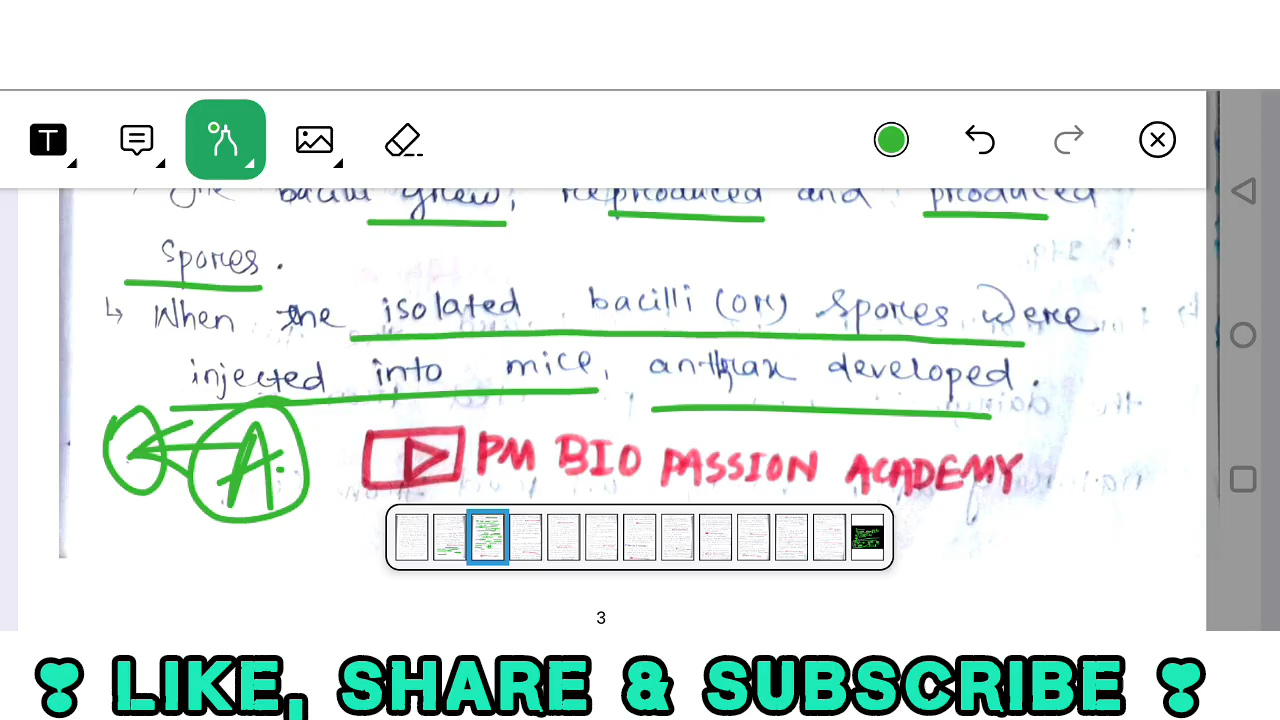 T
The bacilli grew, reproduced and produced
spores.
↳ When the isolated bacilli (or) spores were
injected into mice, anthrax developed.
A
PM BIO PASSION ACADEMY
3
❣ LIKE, SHARE & SUBSCRIBE ❣